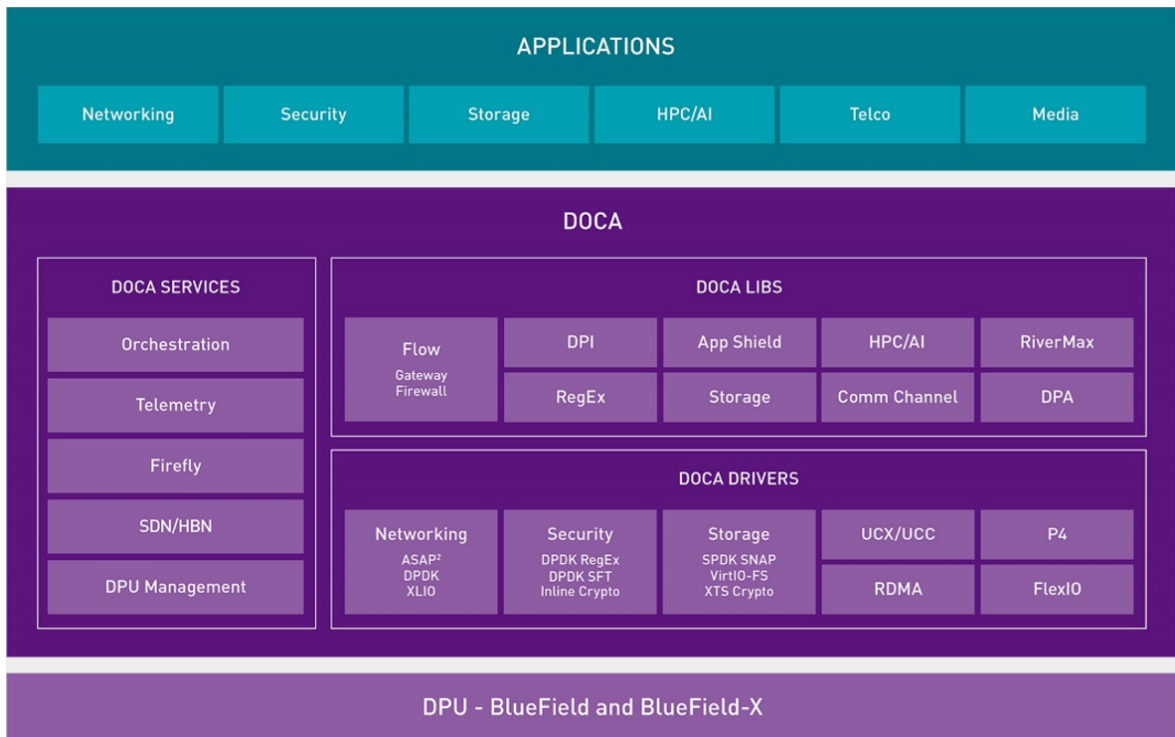 APPLICATIONS
Networking
Security
Storage
HPC/AI
Telco
Media
DOCA
DOCA SERVICES
Orchestration
Telemetry
Firefly
SDN/HBN
DPU Management
DOCA LIBS
Flow
Gateway
Firewall
DPI
App Shield
HPC/AI
RiverMax
RegEx
Storage
Comm Channel
DPA
DOCA DRIVERS
Networking
ASAP²
DPDK
XLIO
Security
DPDK RegEx
DPDK SFT
Inline Crypto
Storage
SPDK SNAP
VirtIO-FS
XTS Crypto
UCX/UCC
P4
RDMA
FlexIO
DPU - BlueField and BlueField-X